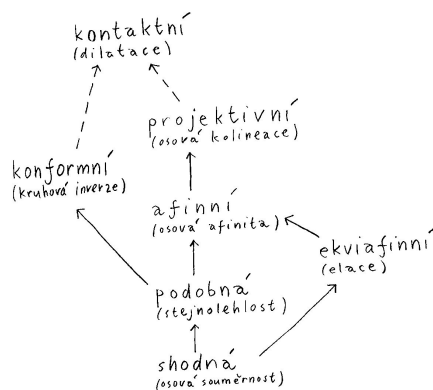 kontaktní
(dilatace)
projektivní
(osová kolineace)
konformní
(kruhová inverze)
afinní
(osová afinita)
ekviafinní
(elace)
podobná
(stejnolehlost)
shodná
(osová souměrnost)